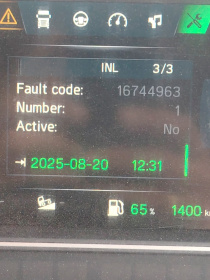 INL 3/3
Fault code: 16744963
Number: 1
Active: No
2025-08-20 12:31
65 % 1400 k